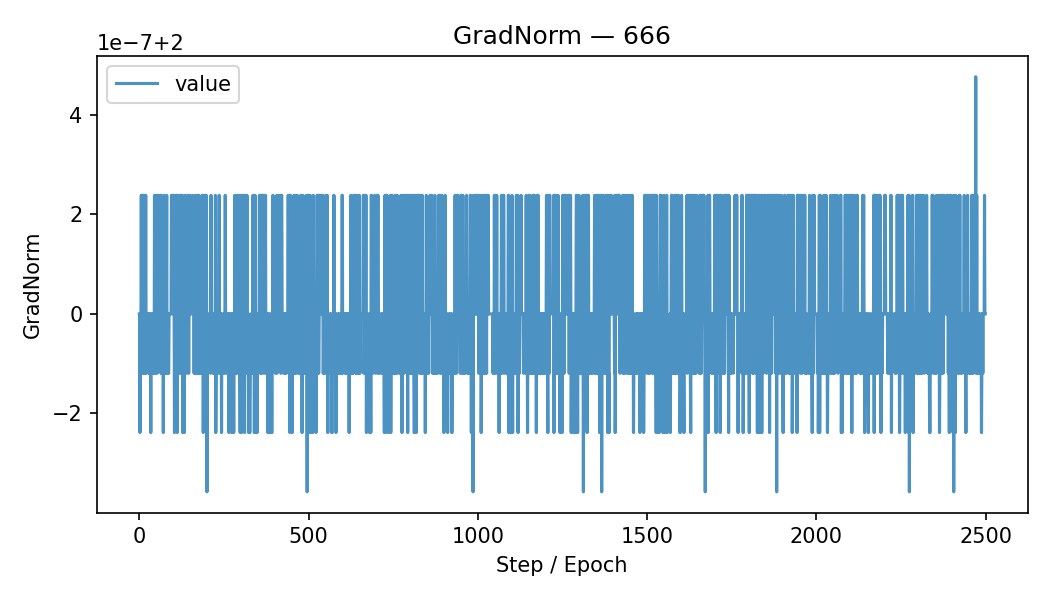 GradNorm — 666
1e−7+2
value
4
2
0
−2
GradNorm
0
500
1000
1500
2000
2500
Step / Epoch